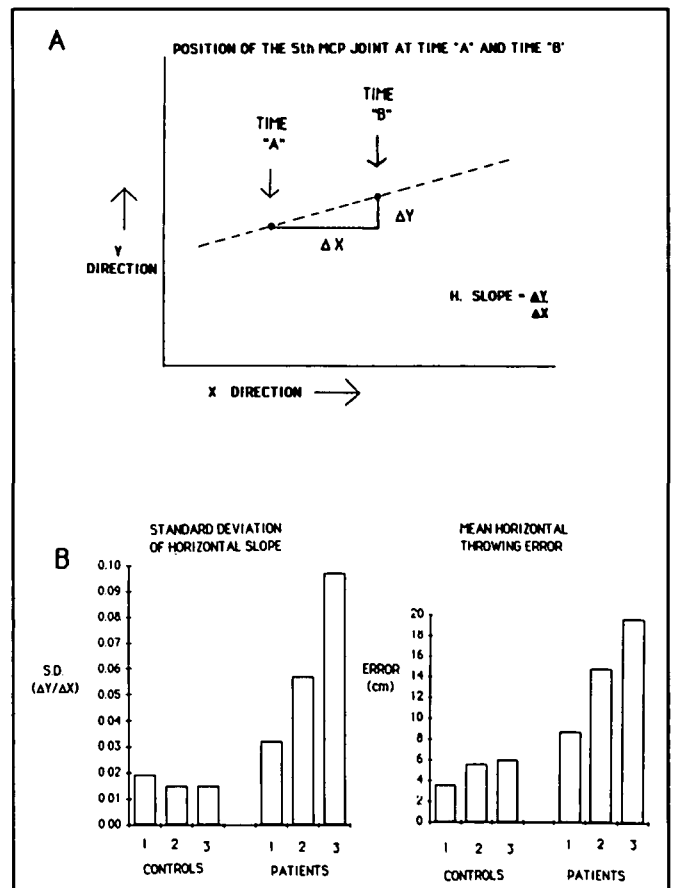 A
POSITION OF THE 5th MCP JOINT AT TIME "A" AND TIME "B'
TIME
"B"
TIME
"A"
Y
DIRECTION
ΔY
ΔX
H. SLOPE = ΔY
ΔX
X DIRECTION
B
STANDARD DEVIATION
OF HORIZONTAL SLOPE
0.10
0.09
0.08
0.07
0.06
0.05
0.04
0.03
0.02
0.01
0.00
S.D.
(ΔY/ΔX)
1 2 3 1 2 3
CONTROLS PATIENTS
MEAN HORIZONTAL
THROWING ERROR
20
18
16
14
12
10
8
6
4
2
0
ERROR
(cm)
1 2 3 1 2 3
CONTROLS PATIENTS